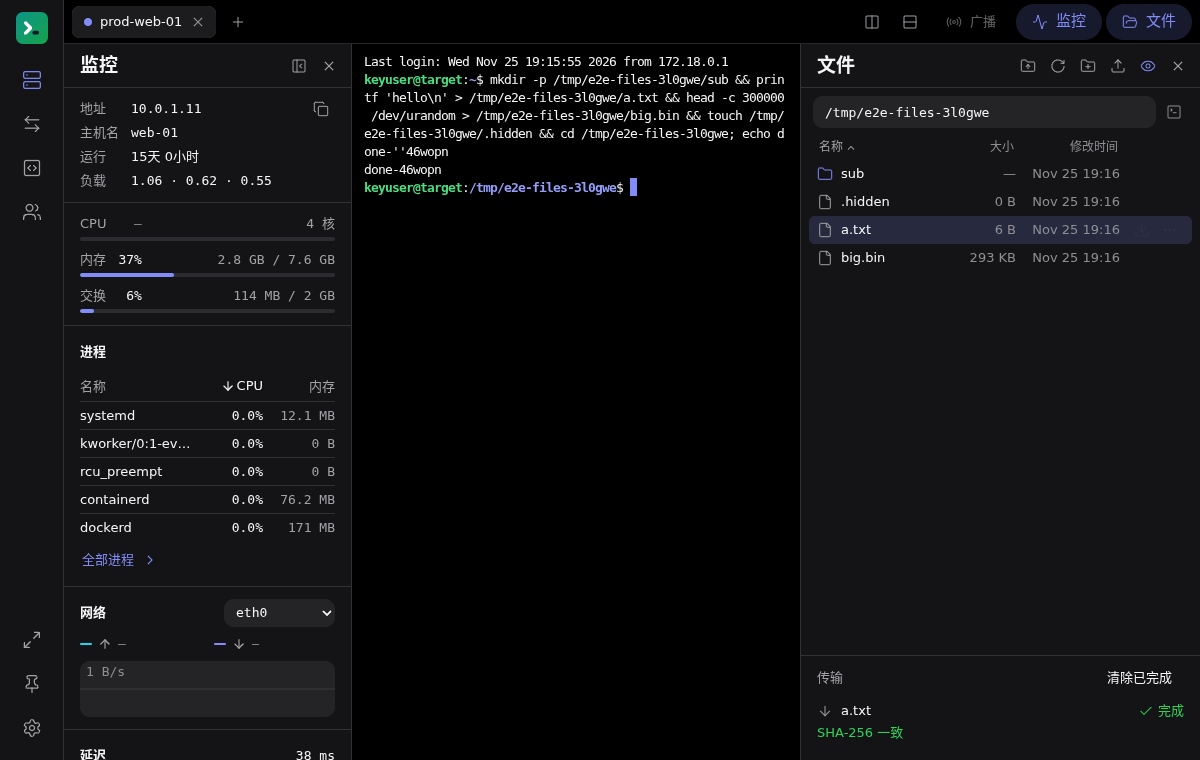 prod-web-01
广播
监控
文件
监控
地址 10.0.1.11
主机名 web-01
运行 15天 0小时
负载 1.06 · 0.62 · 0.55
CPU — 4 核
内存 37% 2.8 GB / 7.6 GB
交换 6% 114 MB / 2 GB
进程
名称 CPU 内存
systemd 0.0% 12.1 MB
kworker/0:1-ev… 0.0% 0 B
rcu_preempt 0.0% 0 B
containerd 0.0% 76.2 MB
dockerd 0.0% 171 MB
全部进程
网络 eth0
— —
1 B/s
延迟 38 ms
Last login: Wed Nov 25 19:15:55 2026 from 172.18.0.1
keyuser@target:~$ mkdir -p /tmp/e2e-files-3l0gwe/sub && prin
tf 'hello\n' > /tmp/e2e-files-3l0gwe/a.txt && head -c 300000
 /dev/urandom > /tmp/e2e-files-3l0gwe/big.bin && touch /tmp/
e2e-files-3l0gwe/.hidden && cd /tmp/e2e-files-3l0gwe; echo d
one-''46wopn
done-46wopn
keyuser@target:/tmp/e2e-files-3l0gwe$
文件
/tmp/e2e-files-3l0gwe
名称 大小 修改时间
sub — Nov 25 19:16
.hidden 0 B Nov 25 19:16
a.txt 6 B Nov 25 19:16
big.bin 293 KB Nov 25 19:16
传输 清除已完成
a.txt 完成
SHA-256 一致